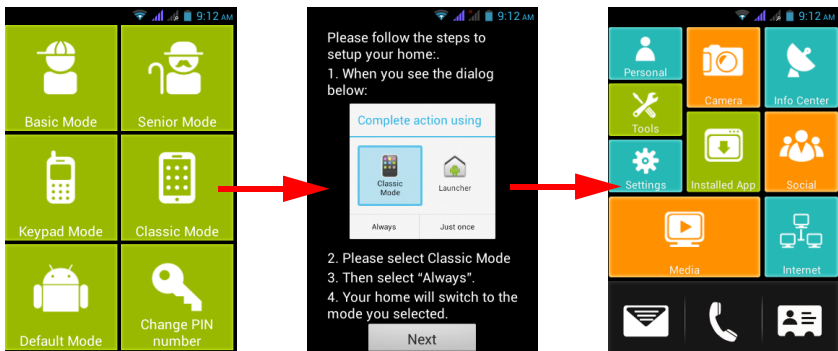 9:12 AM
Basic Mode
Senior Mode
Keypad Mode
Classic Mode
Default Mode
Change PIN
number
9:12 AM
Please follow the steps to
setup your home:.
1. When you see the dialog
below:
Complete action using
Classic
Mode
Launcher
Always
Just once
2. Please select Classic Mode
3. Then select “Always”.
4. Your home will switch to the
mode you selected.
Next
9:12 AM
Personal
Camera
Info Center
Tools
Settings
Installed App
Social
Media
Internet